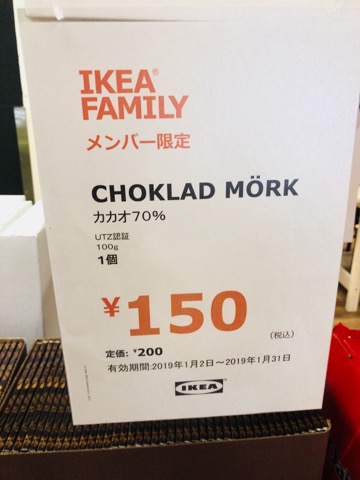 IKEA®
FAMILY
メンバー限定
CHOKLAD MÖRK
カカオ70%
UTZ認証
100g
1個
¥150
(税込)
定価: ¥200
有効期間:2019年1月2日〜2019年1月31日
IKEA